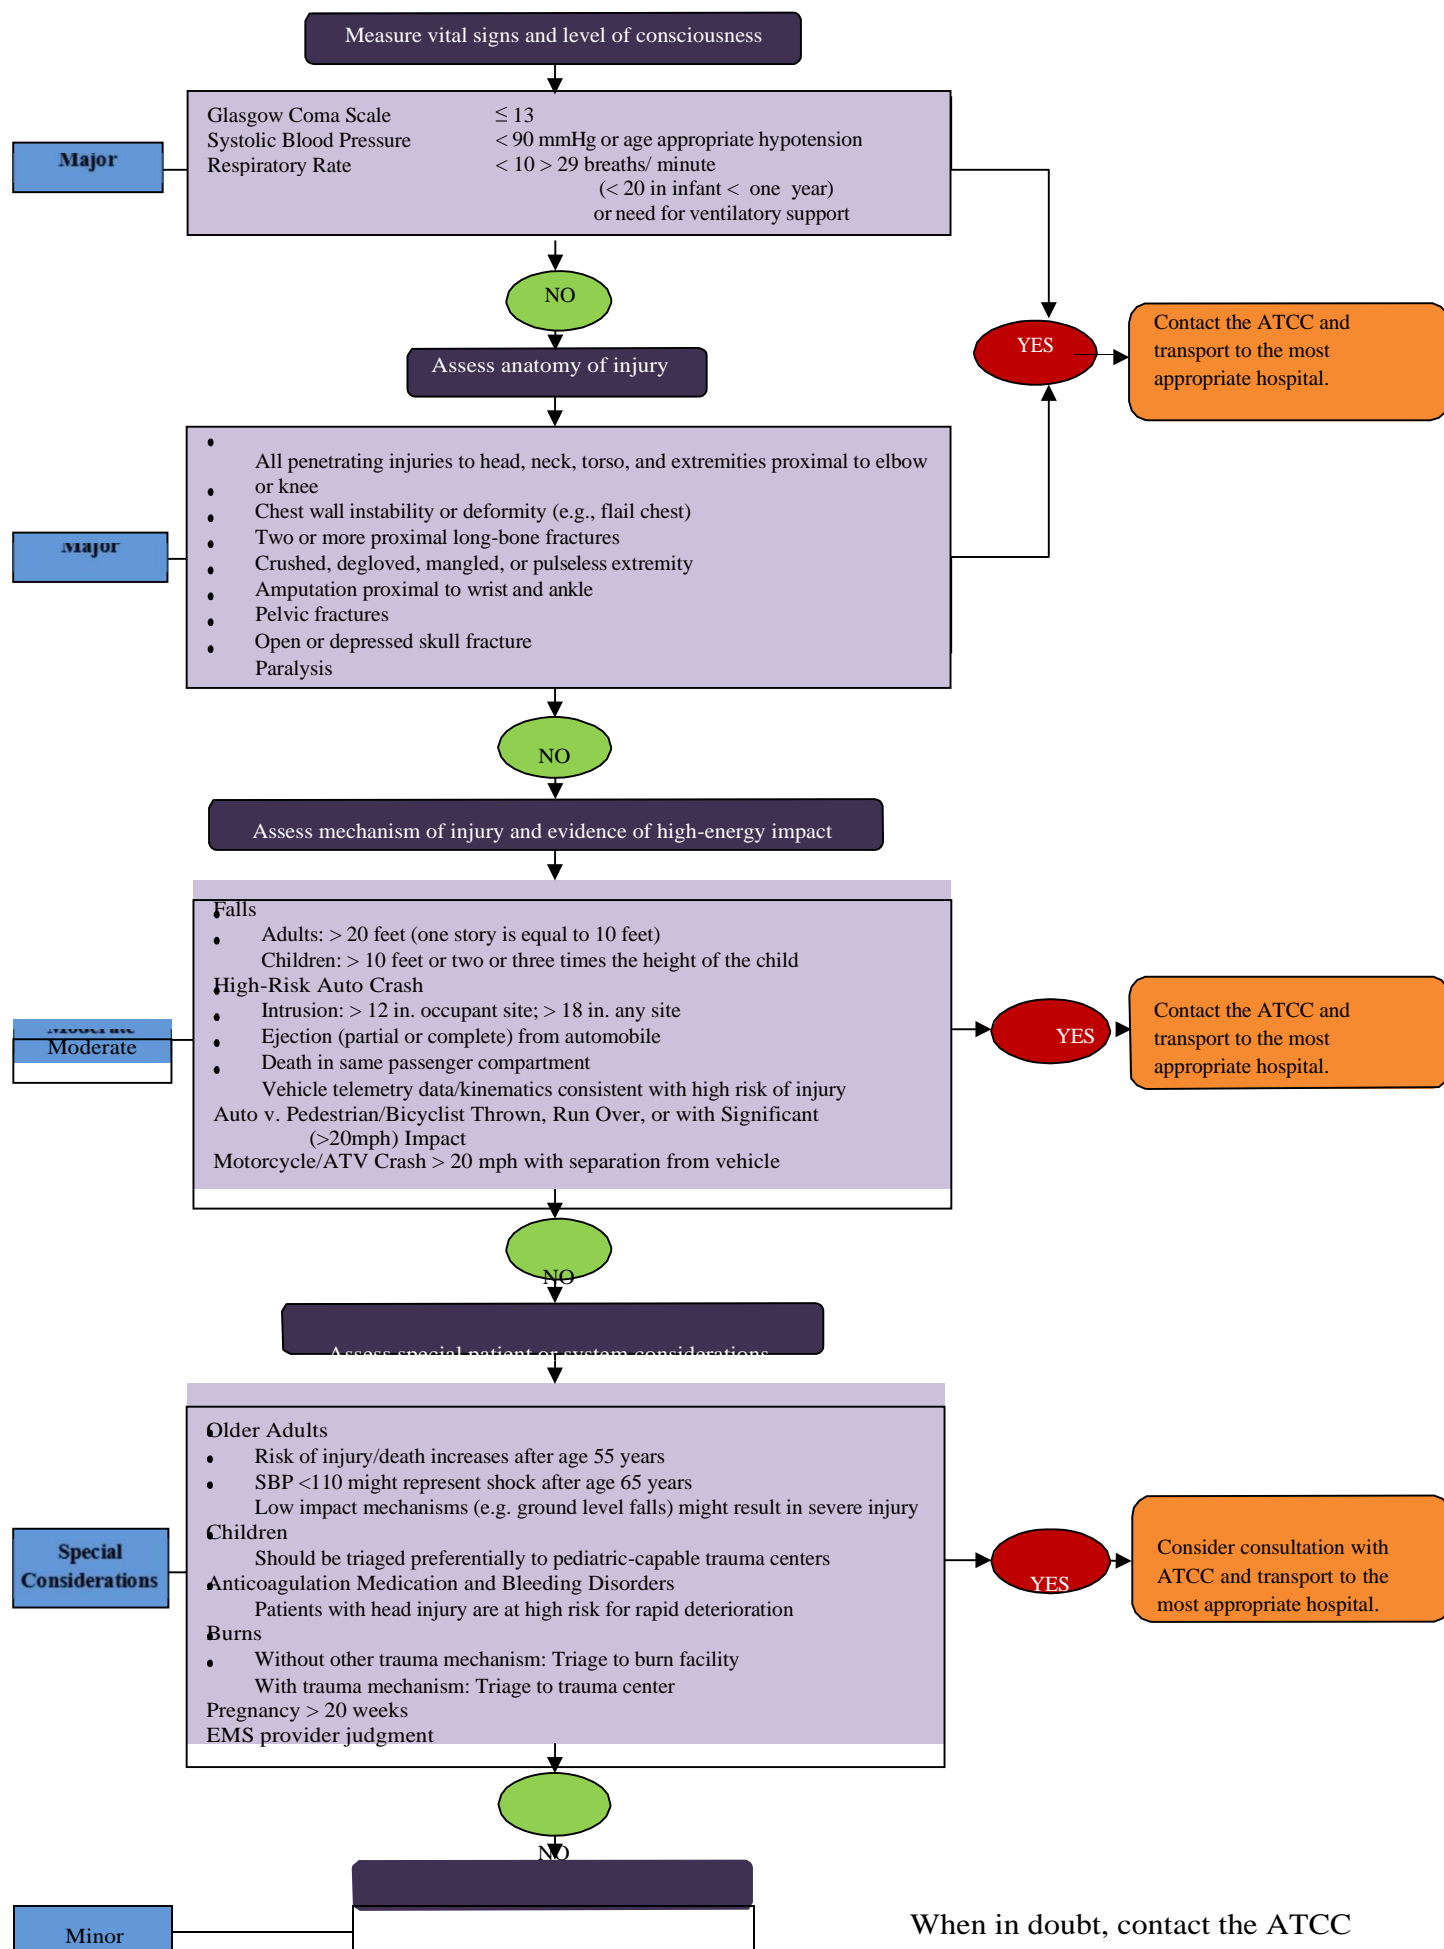 Measure vital signs and level of consciousness
Glasgow Coma Scale ≤ 13
Systolic Blood Pressure < 90 mmHg or age appropriate hypotension
Major
Respiratory Rate < 10 > 29 breaths/ minute
(< 20 in infant < one year)
or need for ventilatory support
NO
YES
Contact the ATCC and
transport to the most
appropriate hospital.
Assess anatomy of injury
•
All penetrating injuries to head, neck, torso, and extremities proximal to elbow
or knee
•
Chest wall instability or deformity (e.g., flail chest)
•
Two or more proximal long-bone fractures
•
Major
Crushed, degloved, mangled, or pulseless extremity
•
Amputation proximal to wrist and ankle
•
Pelvic fractures
•
Open or depressed skull fracture
•
Paralysis
NO
Assess mechanism of injury and evidence of high-energy impact
Falls
• Adults: > 20 feet (one story is equal to 10 feet)
• Children: > 10 feet or two or three times the height of the child
High-Risk Auto Crash
• Intrusion: > 12 in. occupant site; > 18 in. any site
• Ejection (partial or complete) from automobile
• Death in same passenger compartment
• Vehicle telemetry data/kinematics consistent with high risk of injury
Auto v. Pedestrian/Bicyclist Thrown, Run Over, or with Significant
(>20mph) Impact
Motorcycle/ATV Crash > 20 mph with separation from vehicle
Moderate
Moderate
YES
Contact the ATCC and
transport to the most
appropriate hospital.
NO
Assess special patient or system considerations
Older Adults
• Risk of injury/death increases after age 55 years
• SBP <110 might represent shock after age 65 years
• Low impact mechanisms (e.g. ground level falls) might result in severe injury
Children
• Should be triaged preferentially to pediatric-capable trauma centers
Anticoagulation Medication and Bleeding Disorders
• Patients with head injury are at high risk for rapid deterioration
Burns
• Without other trauma mechanism: Triage to burn facility
• With trauma mechanism: Triage to trauma center
Pregnancy > 20 weeks
EMS provider judgment
Special
Considerations
YES
Consider consultation with
ATCC and transport to the
most appropriate hospital.
NO
Minor
When in doubt, contact the ATCC